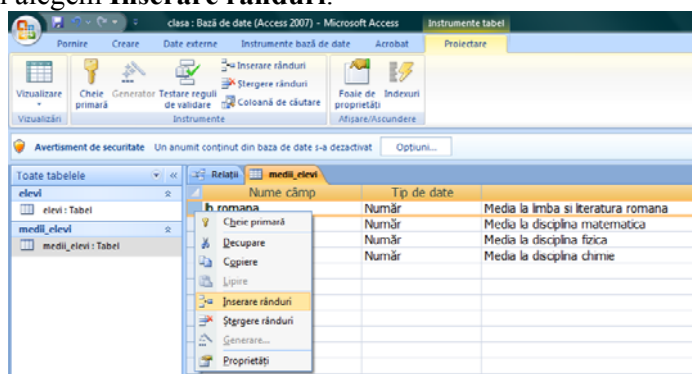 i alegem Inserare rânduri.
clasa : Bază de date (Access 2007) - Microsoft Access
Instrumente tabel
Pornire Creare Date externe Instrumente bază de date Acrobat Proiectare
Vizualizare
Cheie primară
Generator
Testare reguli de validare
Inserare rânduri
Ștergere rânduri
Coloană de căutare
Foaie de proprietăți
Indexuri
Vizualizări
Instrumente
Afișare/Ascundere
Avertisment de securitate Un anumit conținut din baza de date s-a dezactivat Opțiuni...
Toate tabelele
elevi
elevi : Tabel
medii_elevi
medii_elevi : Tabel
Relații medii_elevi
Nume câmp Tip de date
lb romana Număr Media la limba si literatura romana
Număr Media la disciplina matematica
Număr Media la disciplina fizica
Număr Media la disciplina chimie
Cheie primară
Decupare
Copiere
Lipire
Inserare rânduri
Ștergere rânduri
Generare...
Proprietăți